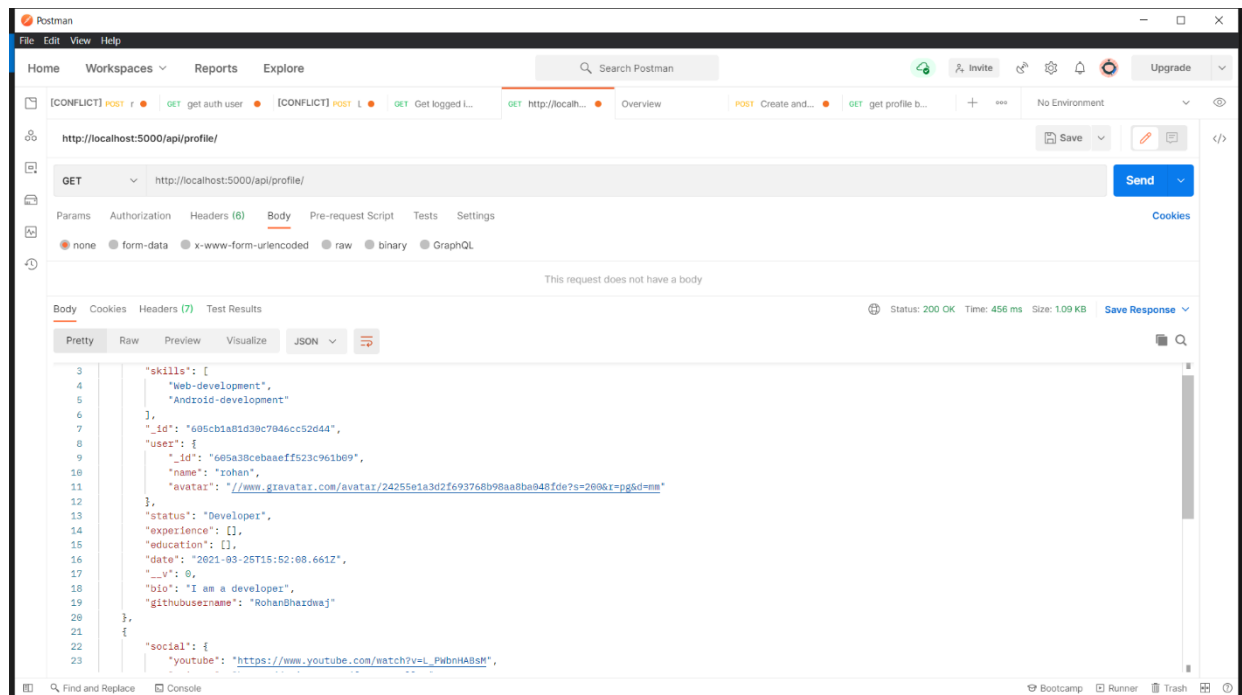 Postman
File Edit View Help
Home Workspaces Reports Explore Search Postman Invite Upgrade
[CONFLICT] POST r GET get auth user [CONFLICT] POST L GET Get logged i... GET http://localh... Overview POST Create and... GET get profile b... No Environment
http://localhost:5000/api/profile/ Save
GET http://localhost:5000/api/profile/ Send
Params Authorization Headers (6) Body Pre-request Script Tests Settings Cookies
none form-data x-www-form-urlencoded raw binary GraphQL
This request does not have a body
Body Cookies Headers (7) Test Results Status: 200 OK Time: 456 ms Size: 1.09 KB Save Response
Pretty Raw Preview Visualize JSON
3 "skills": [
4 "Web-development",
5 "Android-development"
6 ],
7 "_id": "605cb1a81d30c7046cc52d44",
8 "user": {
9 "_id": "605a38cebaaeff523c961b09",
10 "name": "rohan",
11 "avatar": "//www.gravatar.com/avatar/24255e1a3d2f693768b98aa8ba048fde?s=200&r=pg&d=mm"
12 },
13 "status": "Developer",
14 "experience": [],
15 "education": [],
16 "date": "2021-03-25T15:52:08.661Z",
17 "__v": 0,
18 "bio": "I am a developer",
19 "githubusername": "RohanBhardwaj"
20 },
21 {
22 "social": {
23 "youtube": "https://www.youtube.com/watch?v=L_PWbnHABsM",
Find and Replace Console Bootcamp Runner Trash